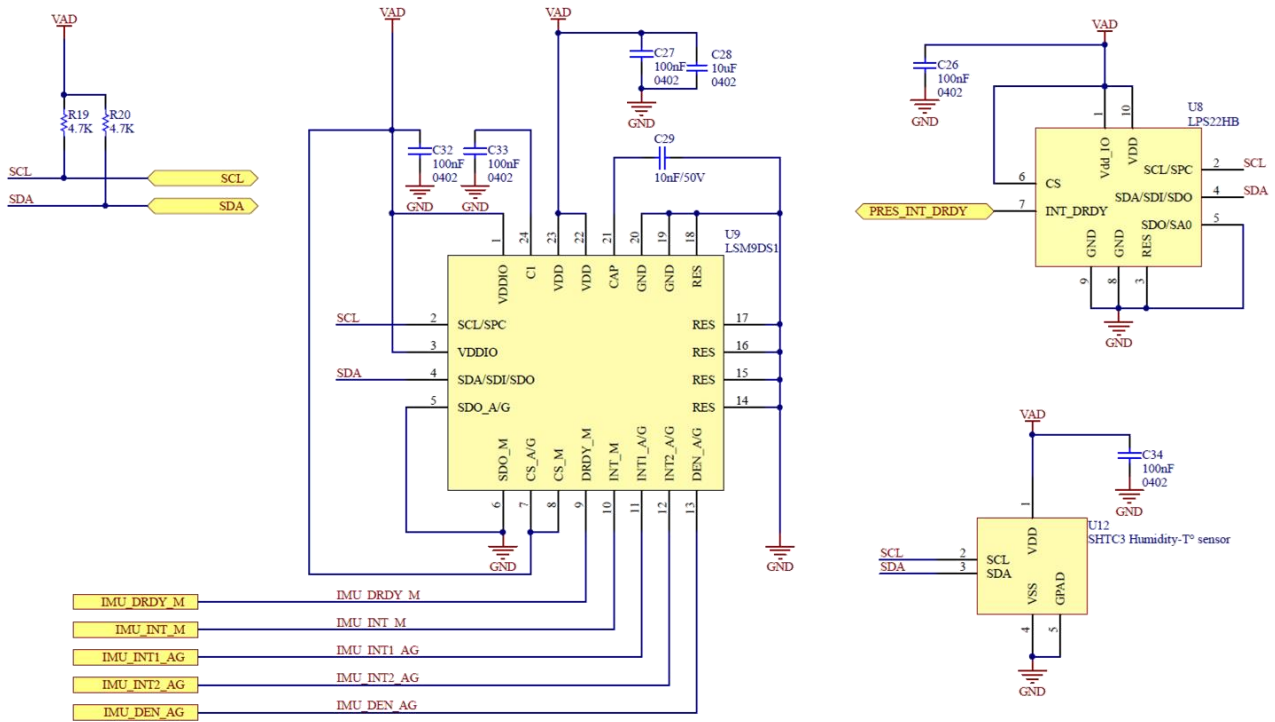 VAD
R19
4.7K
R20
4.7K
SCL
SCL
SDA
SDA
VAD
VAD
C27
100nF
0402
C28
10uF
0402
GND
C32
100nF
0402
GND
C33
100nF
0402
GND
C29
10nF/50V
U9
LSM9DS1
1
24
23
22
21
20
19
18
VDDIO
C1
VDD
VDD
CAP
GND
GND
RES
SCL
2
SCL/SPC
3
VDDIO
SDA
4
SDA/SDI/SDO
5
SDO_A/G
RES
17
RES
16
RES
15
RES
14
SDO_M
CS_A/G
CS_M
DRDY_M
INT_M
INT1_A/G
INT2_A/G
DEN_A/G
6
7
8
9
10
11
12
13
GND
GND
IMU_DRDY_M
IMU_DRDY_M
IMU_INT_M
IMU_INT_M
IMU_INT1_AG
IMU_INT1_AG
IMU_INT2_AG
IMU_INT2_AG
IMU_DEN_AG
IMU_DEN_AG
VAD
C26
100nF
0402
GND
U8
LPS22HB
1
10
Vdd_IO
VDD
6
CS
PRES_INT_DRDY
7
INT_DRDY
SCL/SPC
2
SCL
SDA/SDI/SDO
4
SDA
SDO/SA0
5
GND
GND
RES
9
8
3
GND
VAD
C34
100nF
0402
GND
U12
SHTC3 Humidity-T° sensor
1
VDD
SCL
2
SCL
SDA
3
SDA
VSS
GPAD
4
5
GND